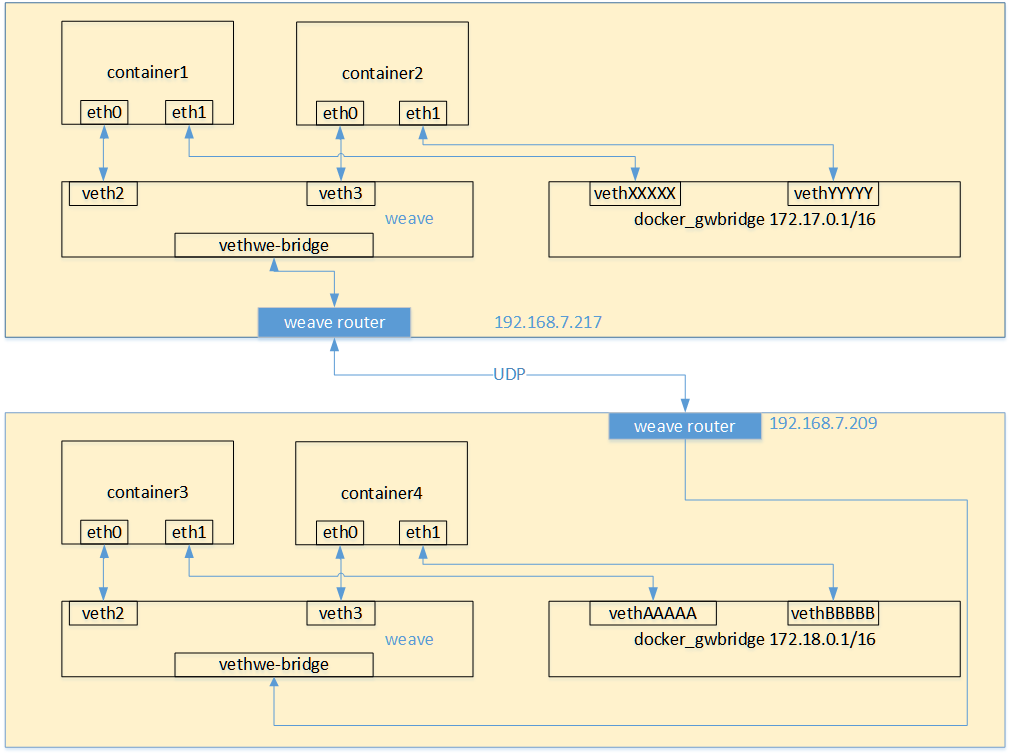 container1
container2
eth0
eth1
eth0
eth1
veth2
veth3
vethXXXXX
vethYYYYY
weave
docker_gwbridge 172.17.0.1/16
vethwe-bridge
weave router
192.168.7.217
UDP
weave router
192.168.7.209
container3
container4
eth0
eth1
eth0
eth1
veth2
veth3
vethAAAAA
vethBBBBB
weave
docker_gwbridge 172.18.0.1/16
vethwe-bridge